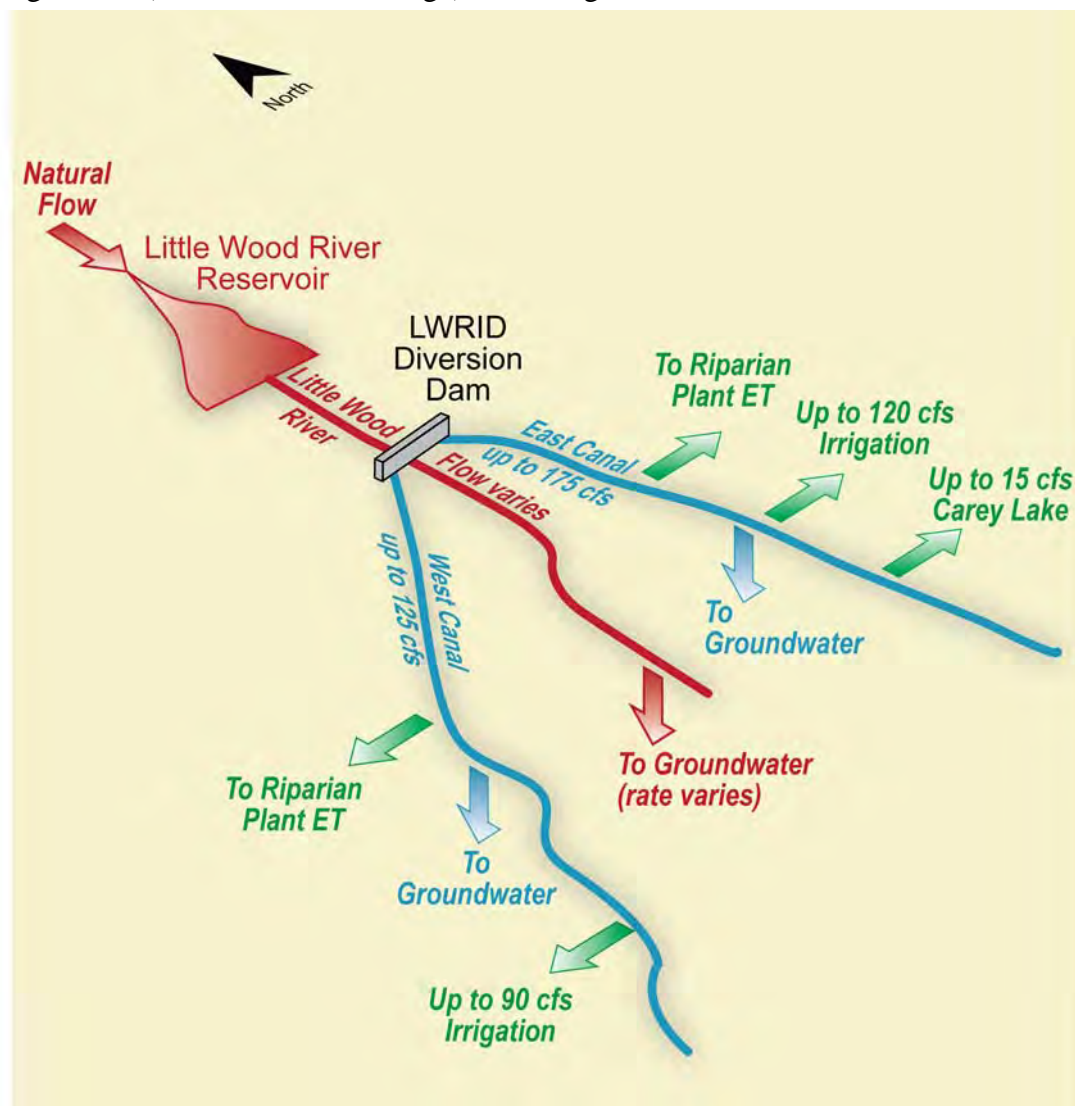 North
Natural
Flow
Little Wood River
Reservoir
LWRID
Diversion
Dam
Little Wood
River
East Canal
up to 175 cfs
Flow varies
To Riparian
Plant ET
Up to 120 cfs
Irrigation
Up to 15 cfs
Carey Lake
To
Groundwater
West Canal
up to 125 cfs
To Groundwater
(rate varies)
To Riparian
Plant ET
To
Groundwater
Up to 90 cfs
Irrigation